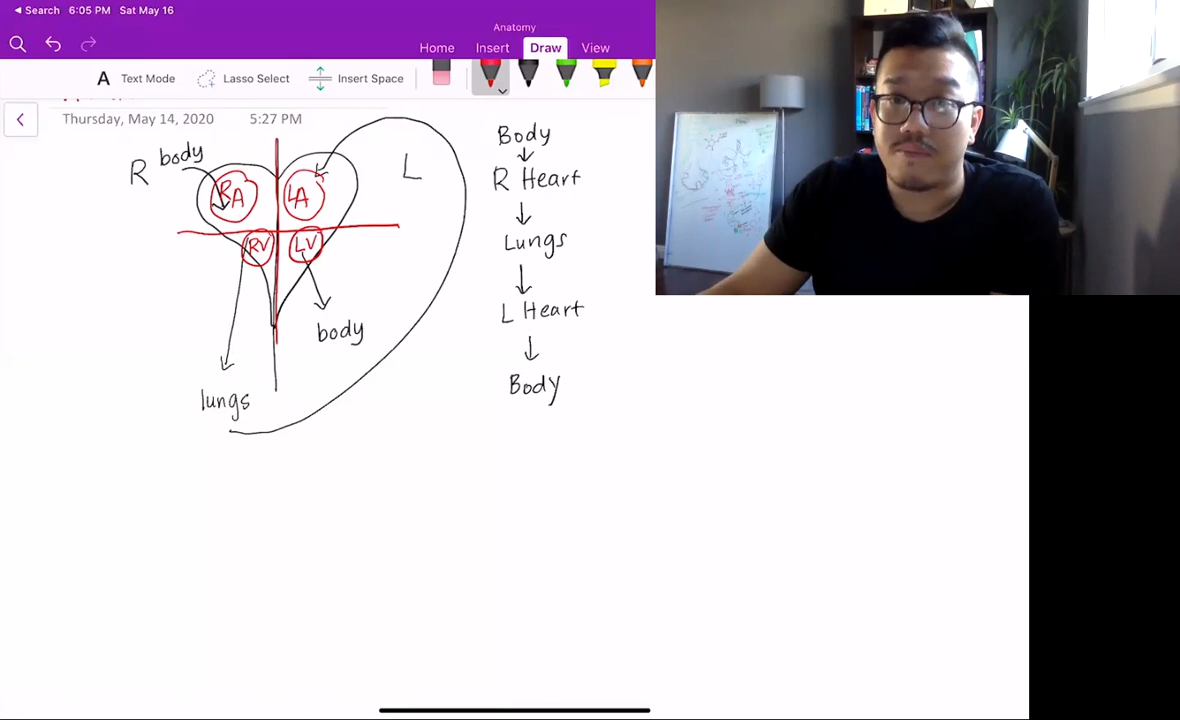 Search 6:05 PM Sat May 16
Anatomy
Home Insert Draw View
A Text Mode Lasso Select Insert Space
Thursday, May 14, 2020 5:27 PM
R body
L
RA LA
RV LV
body
lungs
Body
R Heart
Lungs
L Heart
Body